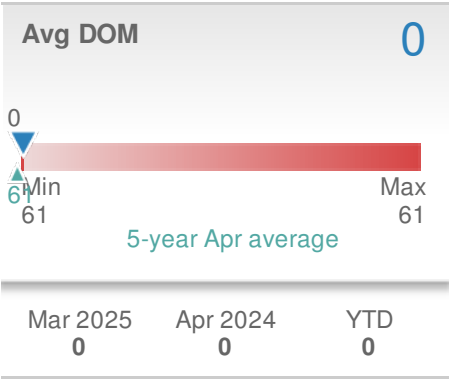 Avg DOM 0
0
61
Min Max
61 61
5-year Apr average
Mar 2025 Apr 2024 YTD
0 0 0